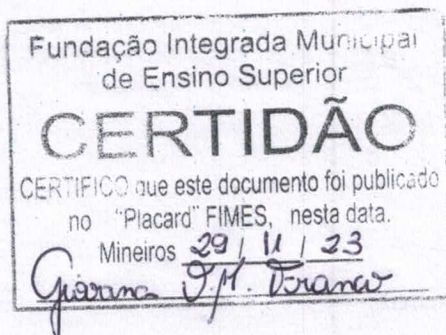 Fundação Integrada Municipal
de Ensino Superior
CERTIDÃO
CERTIFICO que este documento foi publicado
no "Placard" FIMES, nesta data.
Mineiros 29 / 11 / 23